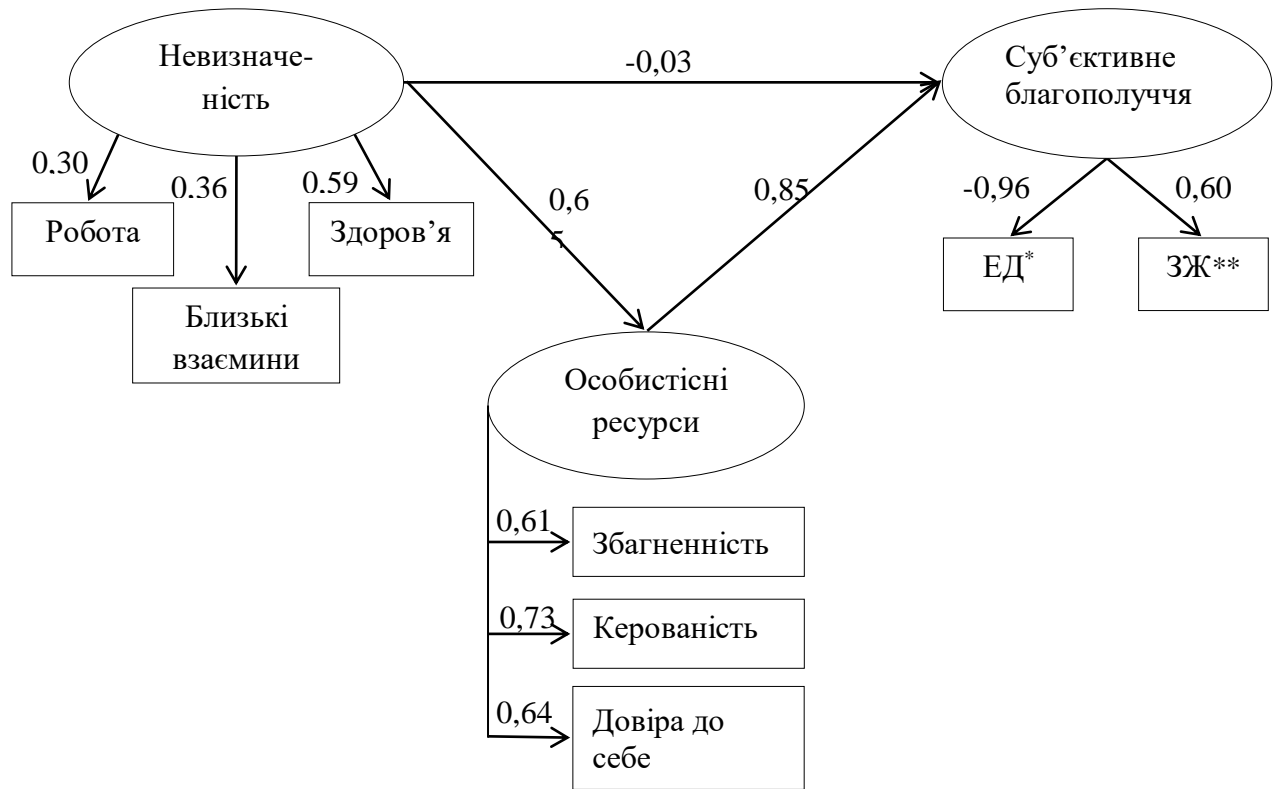 Невизначе-
ність
-0,03
Суб’єктивне
благополуччя
0.30
0.36
0.59
Робота
Близькі
взаємини
Здоров’я
0,6
5
0,85
-0,96
0,60
ЕД*
ЗЖ**
Особистісні
ресурси
0,61
Збагненність
0,73
Керованість
0,64
Довіра до
себе